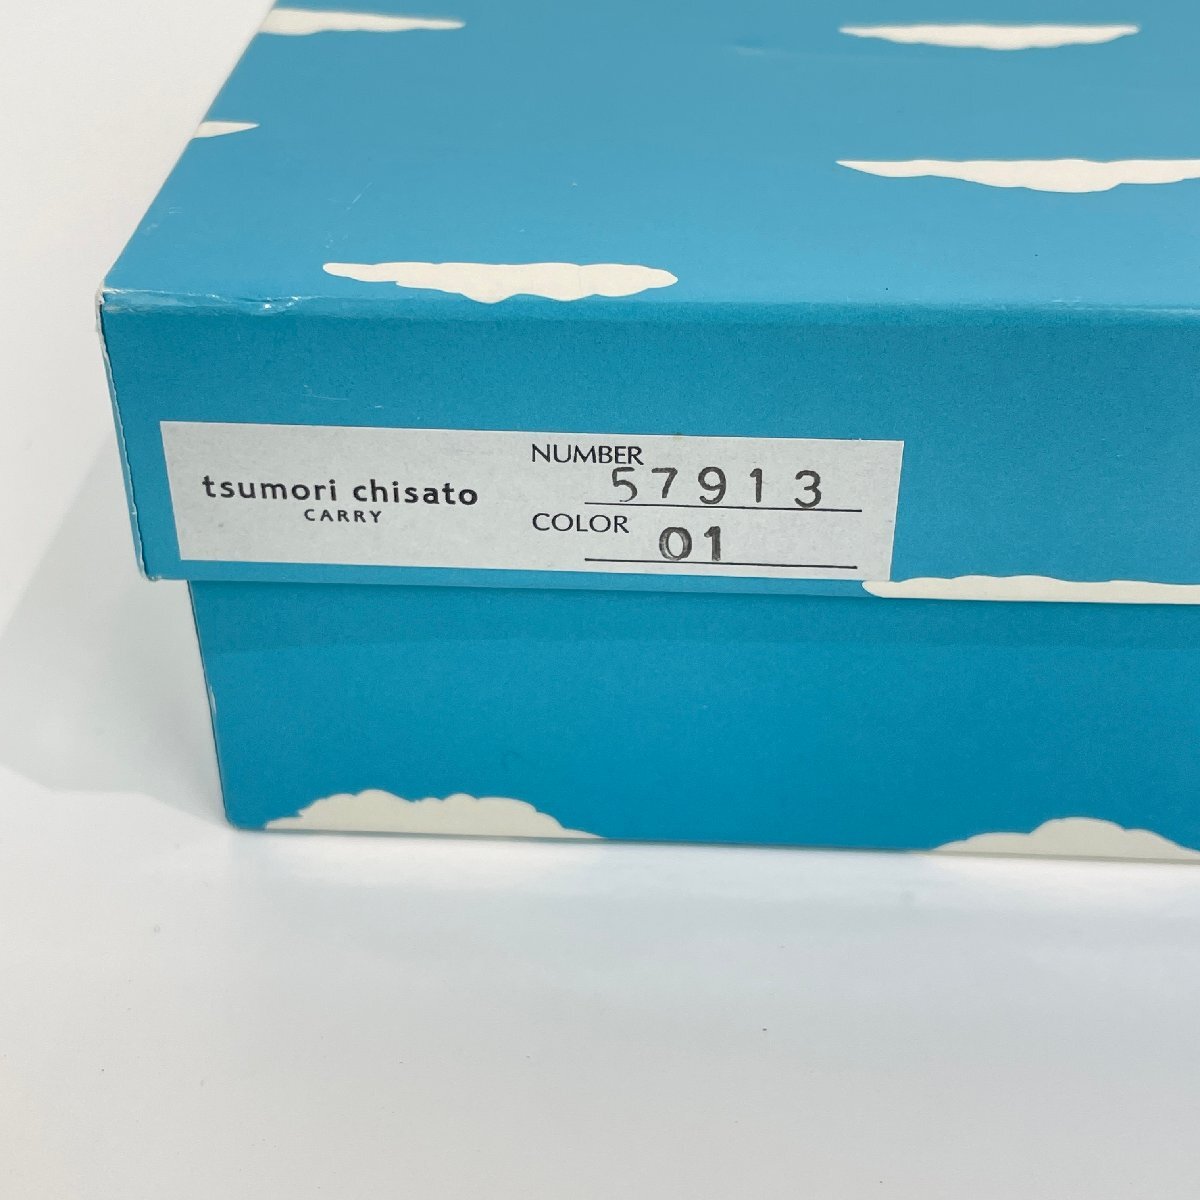 tsumori chisato
CARRY
NUMBER 57913
COLOR 01